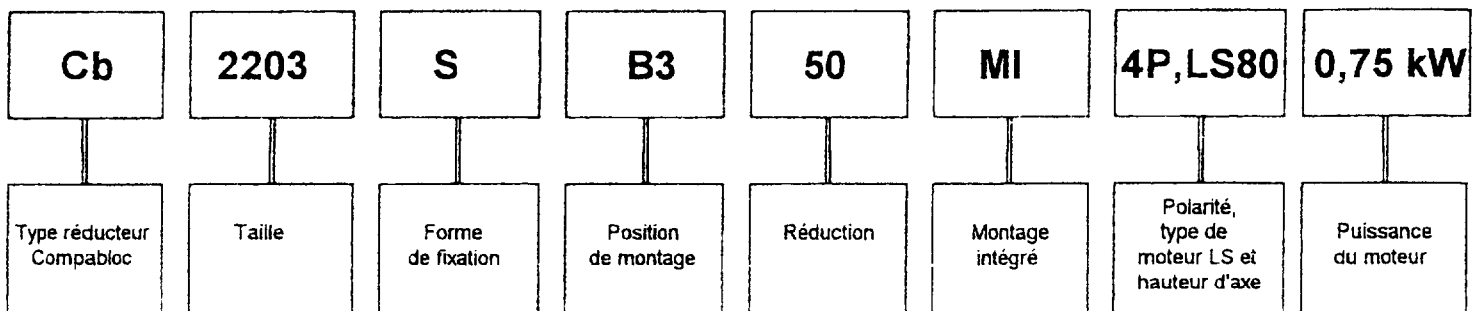 Cb 2203 S B3 50 MI 4P,LS80 0,75 kW
Type réducteur
Compabloc
Taille
Forme
de fixation
Position
de montage
Réduction
Montage
intégré
Polarité,
type de
moteur LS et
hauteur d'axe
Puissance
du moteur